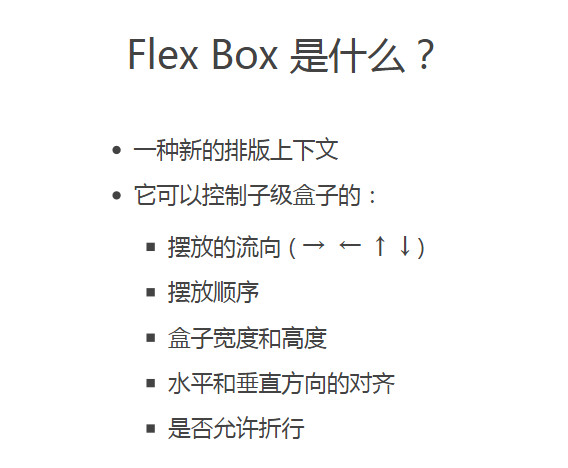 Flex Box 是什么？
• 一种新的排版上下文
• 它可以控制子级盒子的：
▪ 摆放的流向 (→ ← ↑ ↓)
▪ 摆放顺序
▪ 盒子宽度和高度
▪ 水平和垂直方向的对齐
▪ 是否允许折行